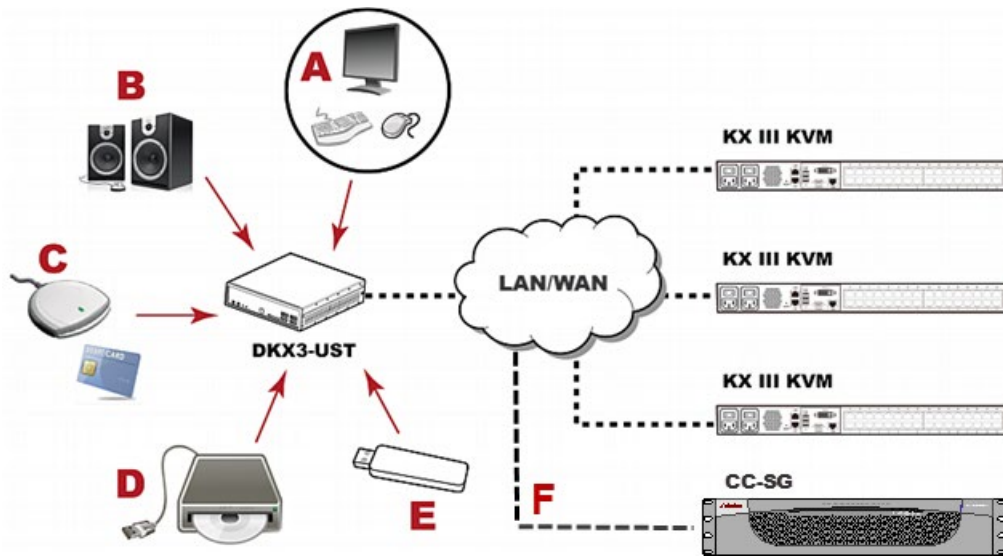 A
B
C
D
E
F
DKX3-UST
LAN/WAN
KX III KVM
KX III KVM
KX III KVM
CC-SG